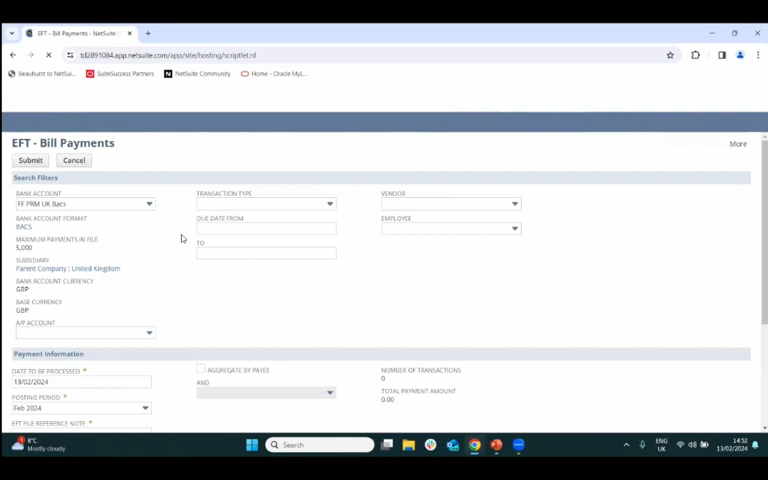 EFT - Bill Payments - NetSuite
td2891084.app.netsuite.com/app/site/hosting/scriptlet.nl
Beauhurst to NetSui... SuiteSuccess Partners NetSuite Community Home - Oracle MyL...
EFT - Bill Payments
More
Submit Cancel
Search Filters
BANK ACCOUNT TRANSACTION TYPE VENDOR
FF PRM UK Bacs
BANK ACCOUNT FORMAT DUE DATE FROM EMPLOYEE
BACS
MAXIMUM PAYMENTS IN FILE TO
5,000
SUBSIDIARY
Parent Company : United Kingdom
BANK ACCOUNT CURRENCY
GBP
BASE CURRENCY
GBP
A/P ACCOUNT
Payment Information
DATE TO BE PROCESSED * AGGREGATE BY PAYEE NUMBER OF TRANSACTIONS
13/02/2024 AND 0
POSTING PERIOD * TOTAL PAYMENT AMOUNT
Feb 2024 0.00
EFT FILE REFERENCE NOTE *
8°C
Mostly cloudy
Search
ENG
UK
14:52
13/02/2024